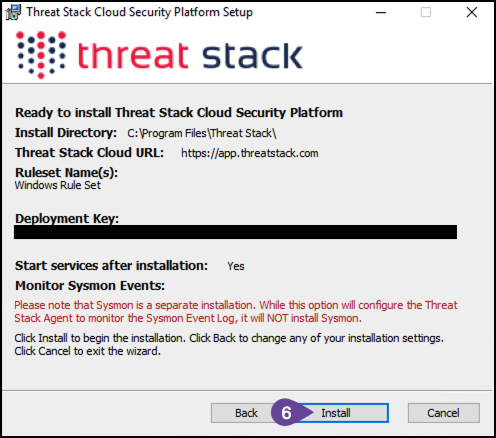 Threat Stack Cloud Security Platform Setup
threat stack
Ready to install Threat Stack Cloud Security Platform
Install Directory: C:\Program Files\Threat Stack\
Threat Stack Cloud URL: https://app.threatstack.com
Ruleset Name(s):
Windows Rule Set
Deployment Key:
Start services after installation: Yes
Monitor Sysmon Events:
Please note that Sysmon is a separate installation. While this option will configure the Threat
Stack Agent to monitor the Sysmon Event Log, it will NOT install Sysmon.
Click Install to begin the installation. Click Back to change any of your installation settings.
Click Cancel to exit the wizard.
Back 6 Install Cancel